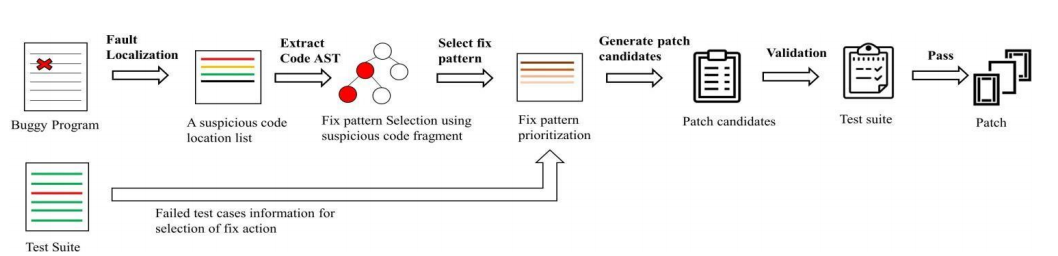 Fault
Localization
Extract
Code AST
Select fix
pattern
Generate patch
candidates
Validation
Pass
Buggy Program
A suspicious code
location list
Fix pattern Selection using
suspicious code fragment
Fix pattern
prioritization
Patch candidates
Test suite
Patch
Failed test cases information for
selection of fix action
Test Suite